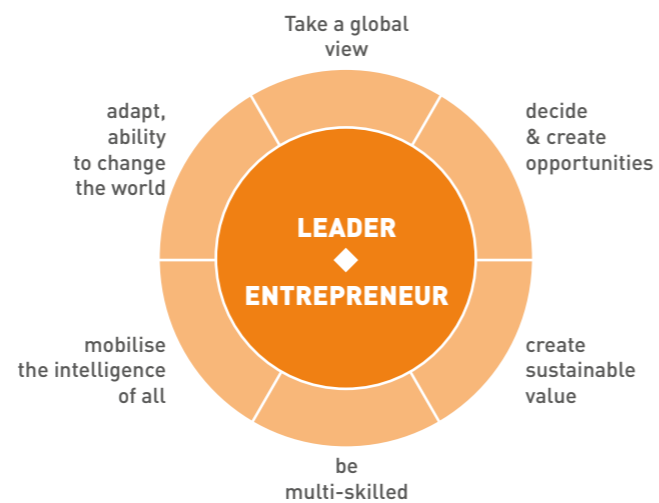 Take a global
view
adapt,
ability
to change
the world
decide
& create
opportunities
LEADER
ENTREPRENEUR
mobilise
the intelligence
of all
create
sustainable
value
be
multi-skilled